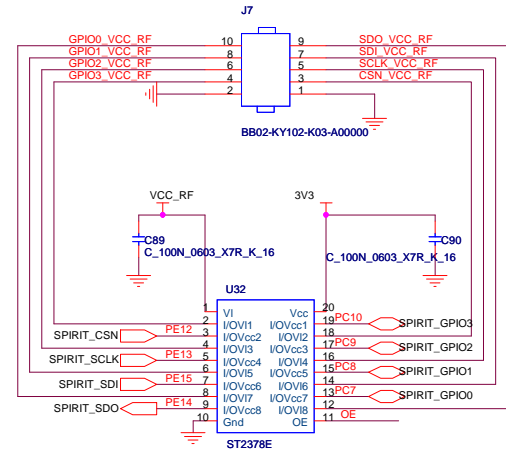 J7
GPIO0_VCC_RF 10 9 SDO_VCC_RF
GPIO1_VCC_RF 8 7 SDI_VCC_RF
GPIO2_VCC_RF 6 5 SCLK_VCC_RF
GPIO3_VCC_RF 4 3 CSN_VCC_RF
2 1
BB02-KY102-K03-A00000
VCC_RF 3V3
C89 C90
C_100N_0603_X7R_K_16 C_100N_0603_X7R_K_16
U32
1 VI Vcc 20
2 I/OVI1 I/OVcc1 19 PC10 SPIRIT_GPIO3
SPIRIT_CSN PE12 3 I/OVcc2 I/OVI2 18
4 I/OVI3 I/OVcc3 17 PC9 SPIRIT_GPIO2
SPIRIT_SCLK PE13 5 I/OVcc4 I/OVI4 16
6 I/OVI5 I/OVcc5 15 PC8 SPIRIT_GPIO1
SPIRIT_SDI PE15 7 I/OVcc6 I/OVI6 14
8 I/OVI7 I/OVcc7 13 PC7 SPIRIT_GPIO0
SPIRIT_SDO PE14 9 I/OVcc8 I/OVI8 12
10 Gnd OE 11 OE
ST2378E